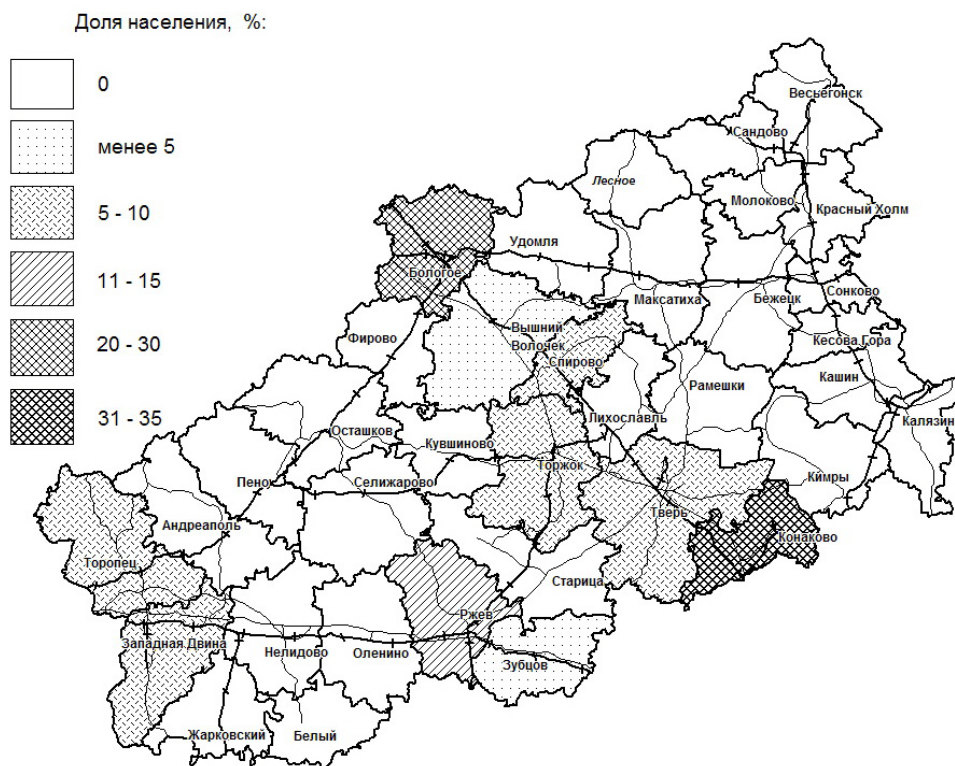 Доля населения, %:
0
менее 5
5 - 10
11 - 15
20 - 30
31 - 35
Весьегонск
Сандово
Лесное
Молоково
Красный Холм
Удомля
Бологое
Максатиха
Бежецк
Сонково
Вышний
Волочек
Фирово
Кесова Гора
Спирово
Рамешки
Кашин
Лихославль
Калязин
Осташков
Кувшиново
Торжок
Кимры
Пено
Селижарово
Тверь
Андреаполь
Конаково
Торопец
Старица
Ржев
Западная Двина
Нелидово
Оленино
Зубцов
Жарковский
Белый